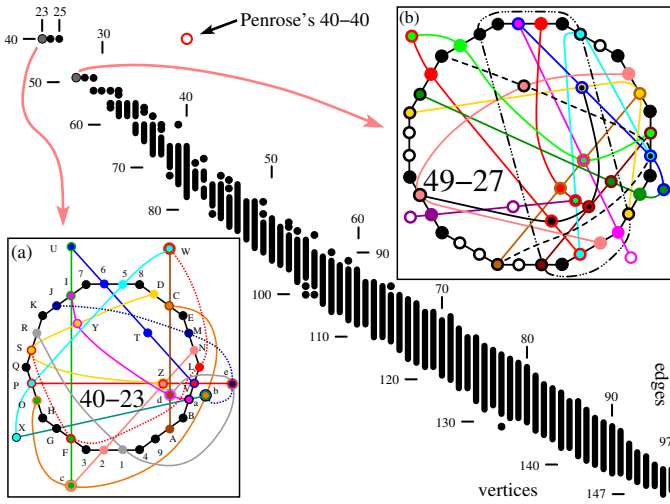 23 25
40
30
Penrose's 40–40
50
60
70
80
40
50
60
90
100
110
120
130
140
147
70
80
90
97
edges
vertices
(b)
49–27
(a)
40–23
U
W
I
7
6
5
8
D
J
C
K
E
R
Y
T
M
S
N
Q
Z
L
e
P
V
d
b
a
O
H
B
X
G
A
F
3
2
1
4
9
c